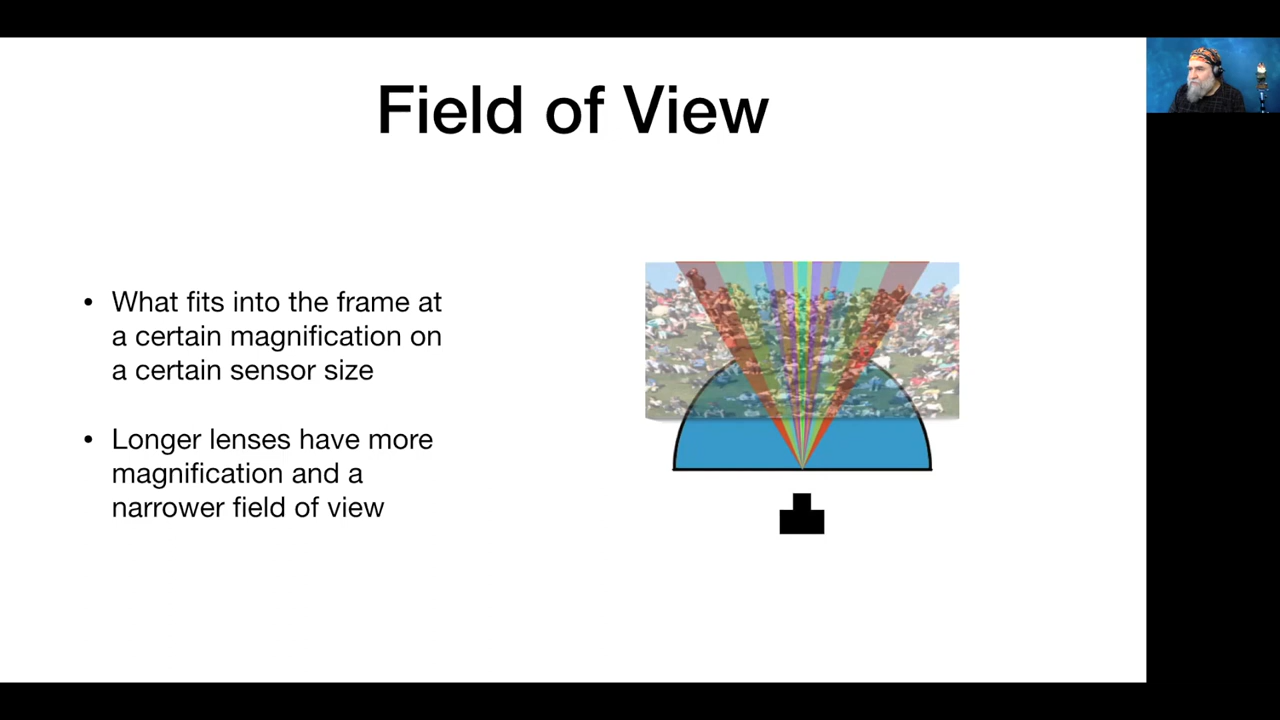 Field of View
• What fits into the frame at
a certain magnification on
a certain sensor size
• Longer lenses have more
magnification and a
narrower field of view